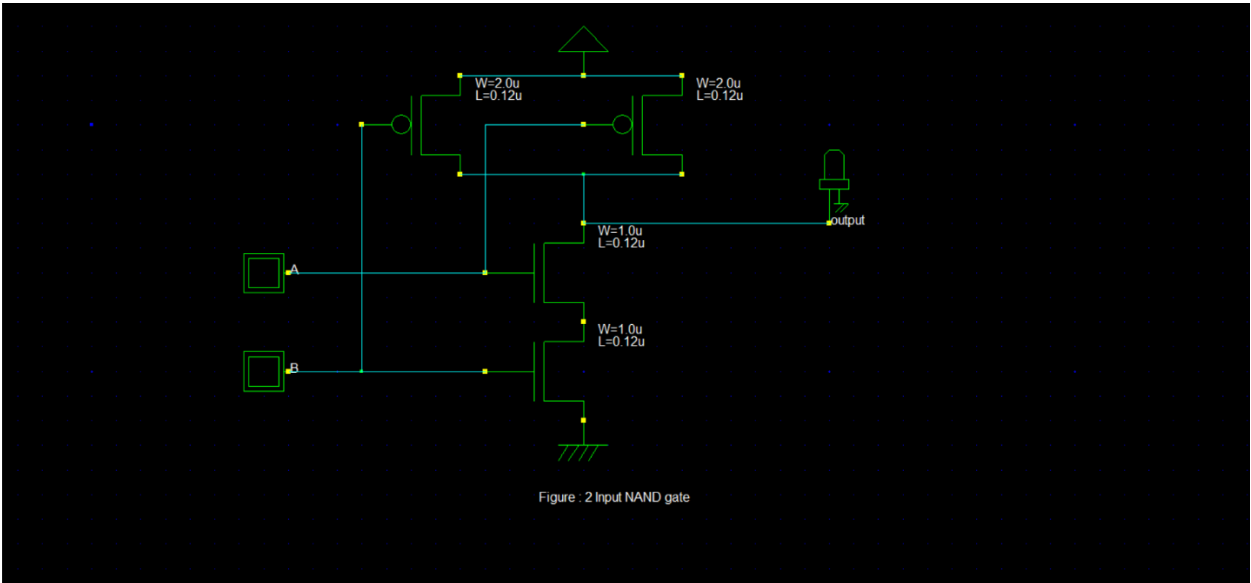 W=2.0u
L=0.12u
W=2.0u
L=0.12u
output
W=1.0u
L=0.12u
A
W=1.0u
L=0.12u
B
Figure : 2 Input NAND gate